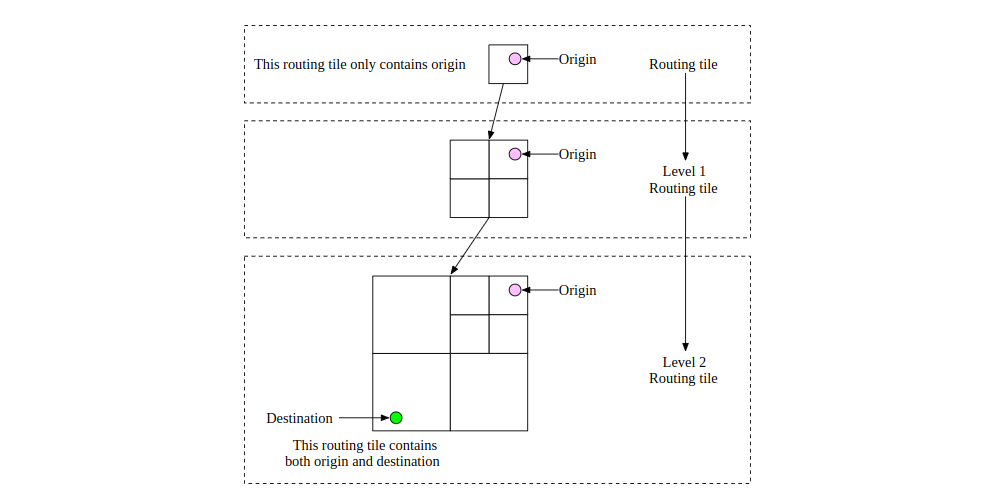 This routing tile only contains origin
Origin
Routing tile
Origin
Level 1
Routing tile
Origin
Level 2
Routing tile
Destination
This routing tile contains
both origin and destination